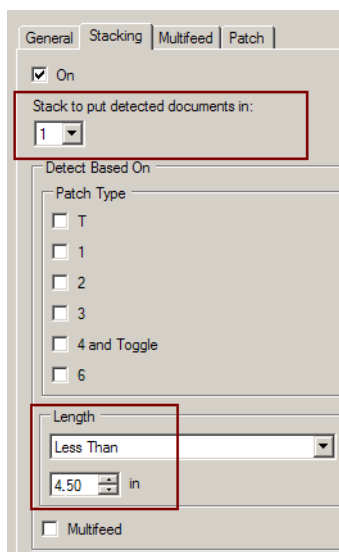 General Stacking Multifeed Patch
On
Stack to put detected documents in:
1
Detect Based On
Patch Type
T
1
2
3
4 and Toggle
6
Length
Less Than
4.50 in
Multifeed